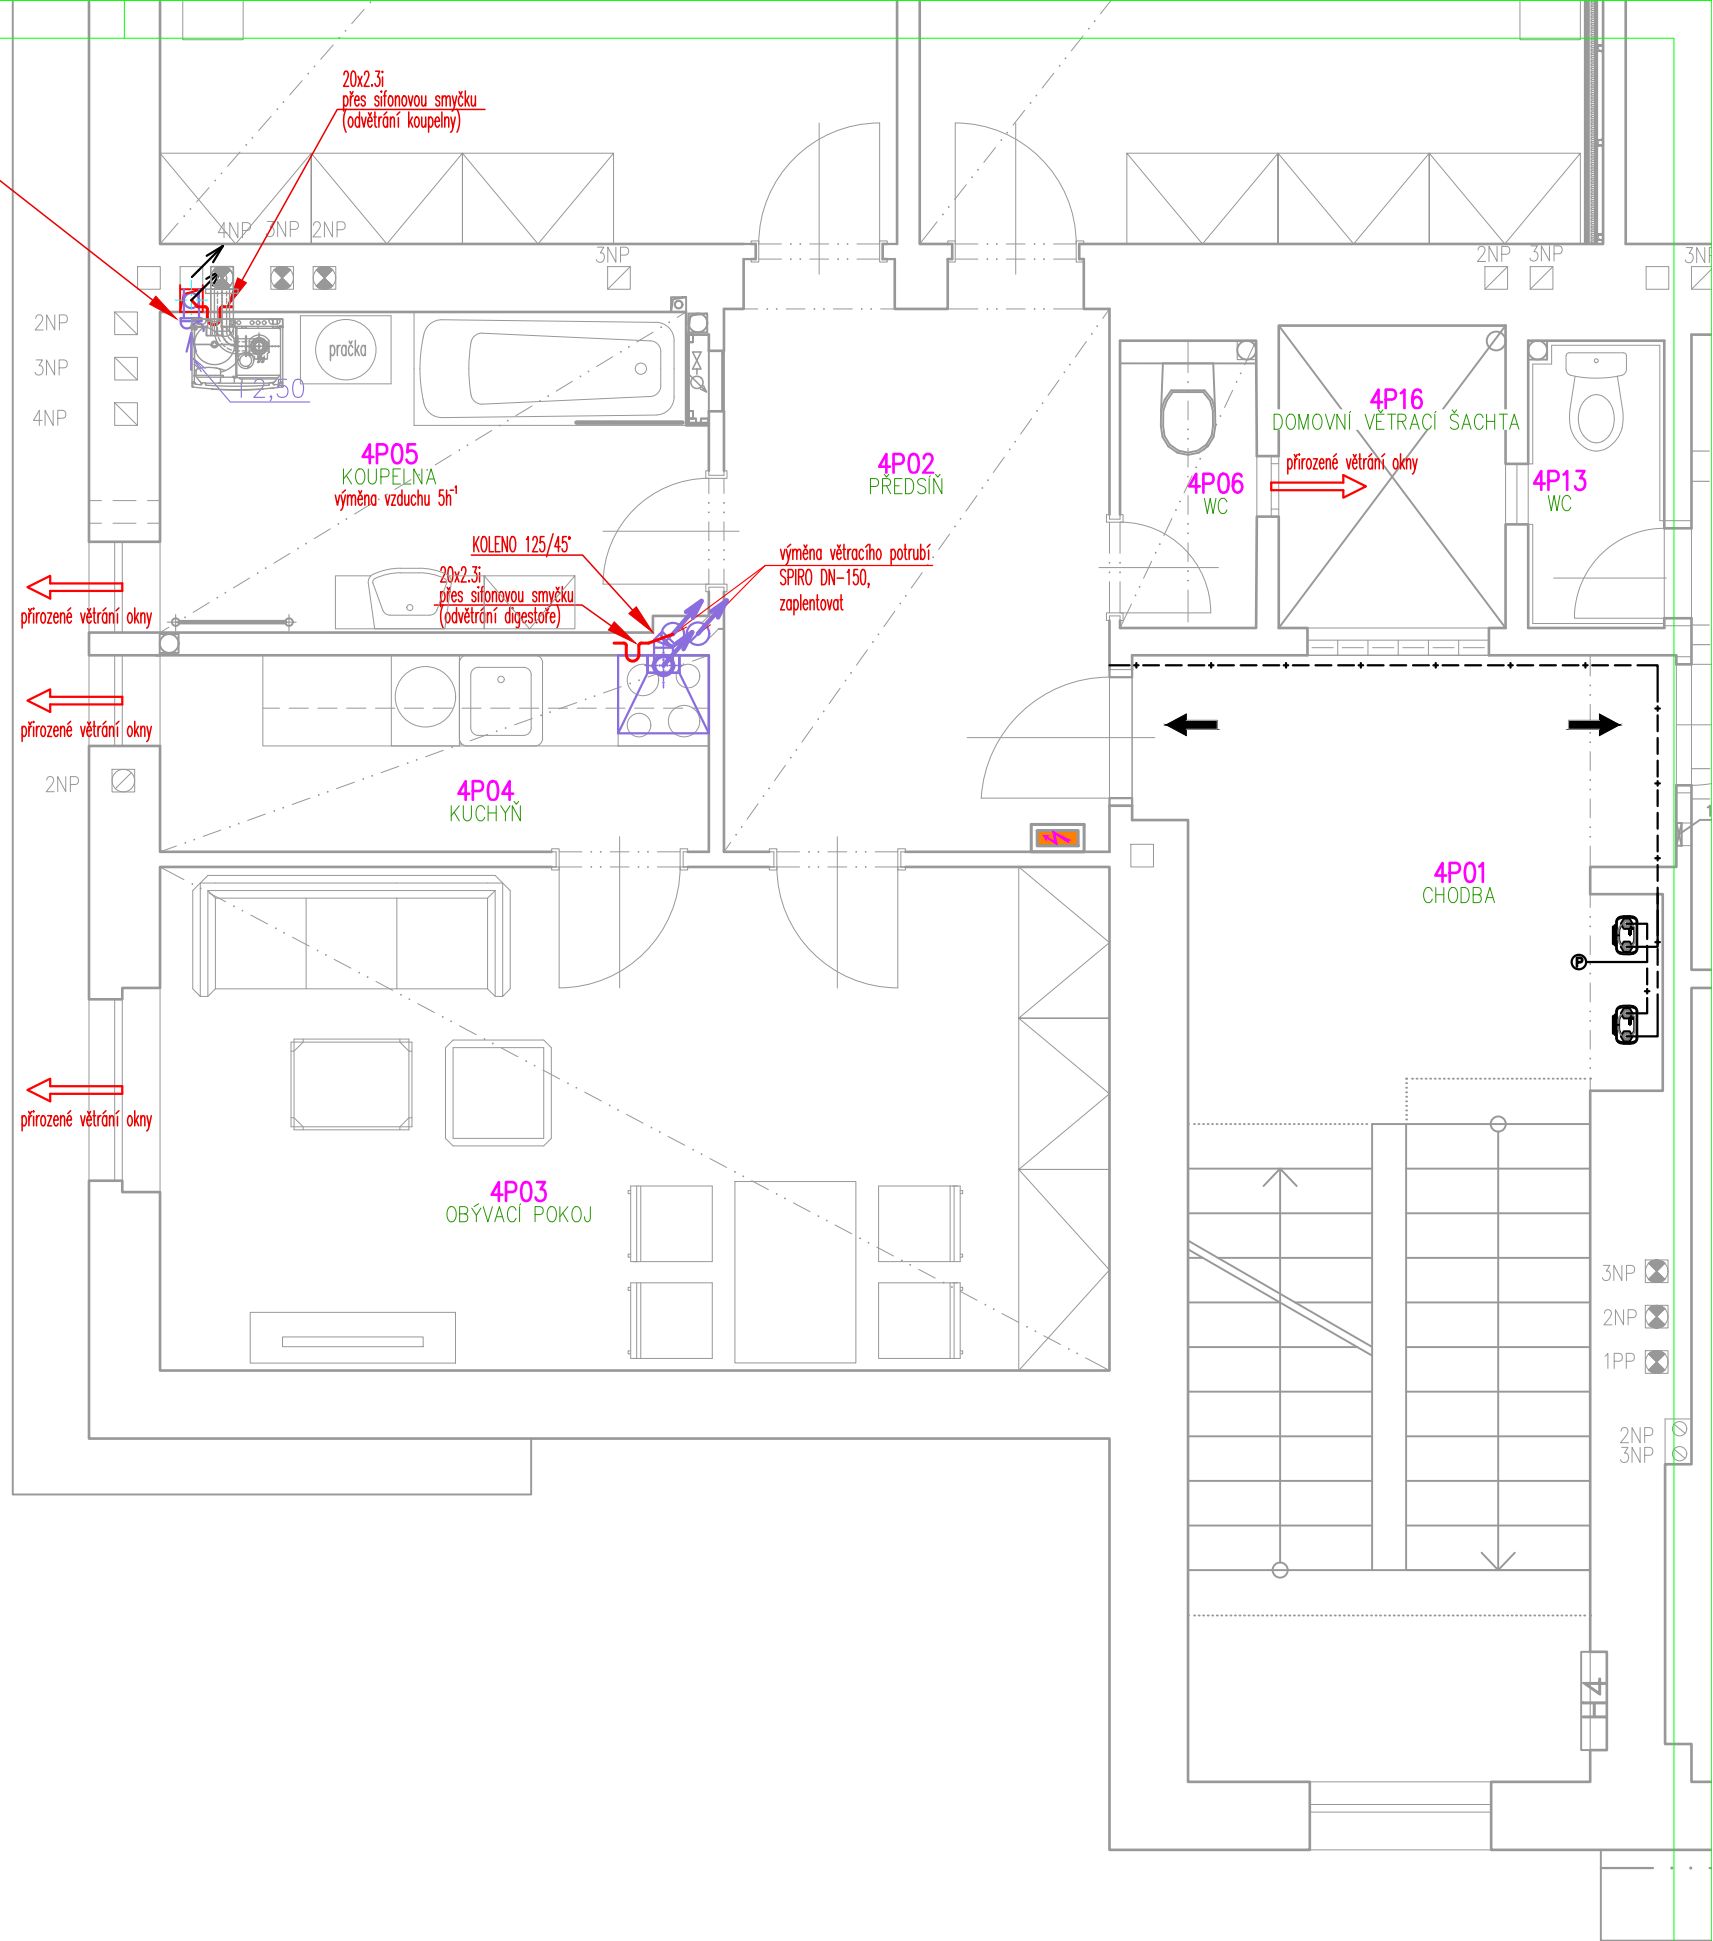 20x2.3i
přes sifonovou smyčku
(odvětrání koupelny)
4NP 3NP 2NP
3NP
2NP 3NP
2NP
3NP
4NP
pračka
4P05
KOUPELNA
výměna vzduchu 5h⁻¹
4P02
PŘEDSÍŇ
4P06
WC
4P16
DOMOVNÍ VĚTRACÍ ŠACHTA
přirozené větrání okny
4P13
WC
KOLENO 125/45°
20x2.3i
přes sifonovou smyčku
(odvětrání digestoře)
výměna větracího potrubí
SPIRO DN-150,
zaplentovat
přirozené větrání okny
přirozené větrání okny
2NP
4P04
KUCHYŇ
4P01
CHODBA
P
přirozené větrání okny
4P03
OBÝVACÍ POKOJ
3NP
2NP
1PP
2NP
3NP
H4